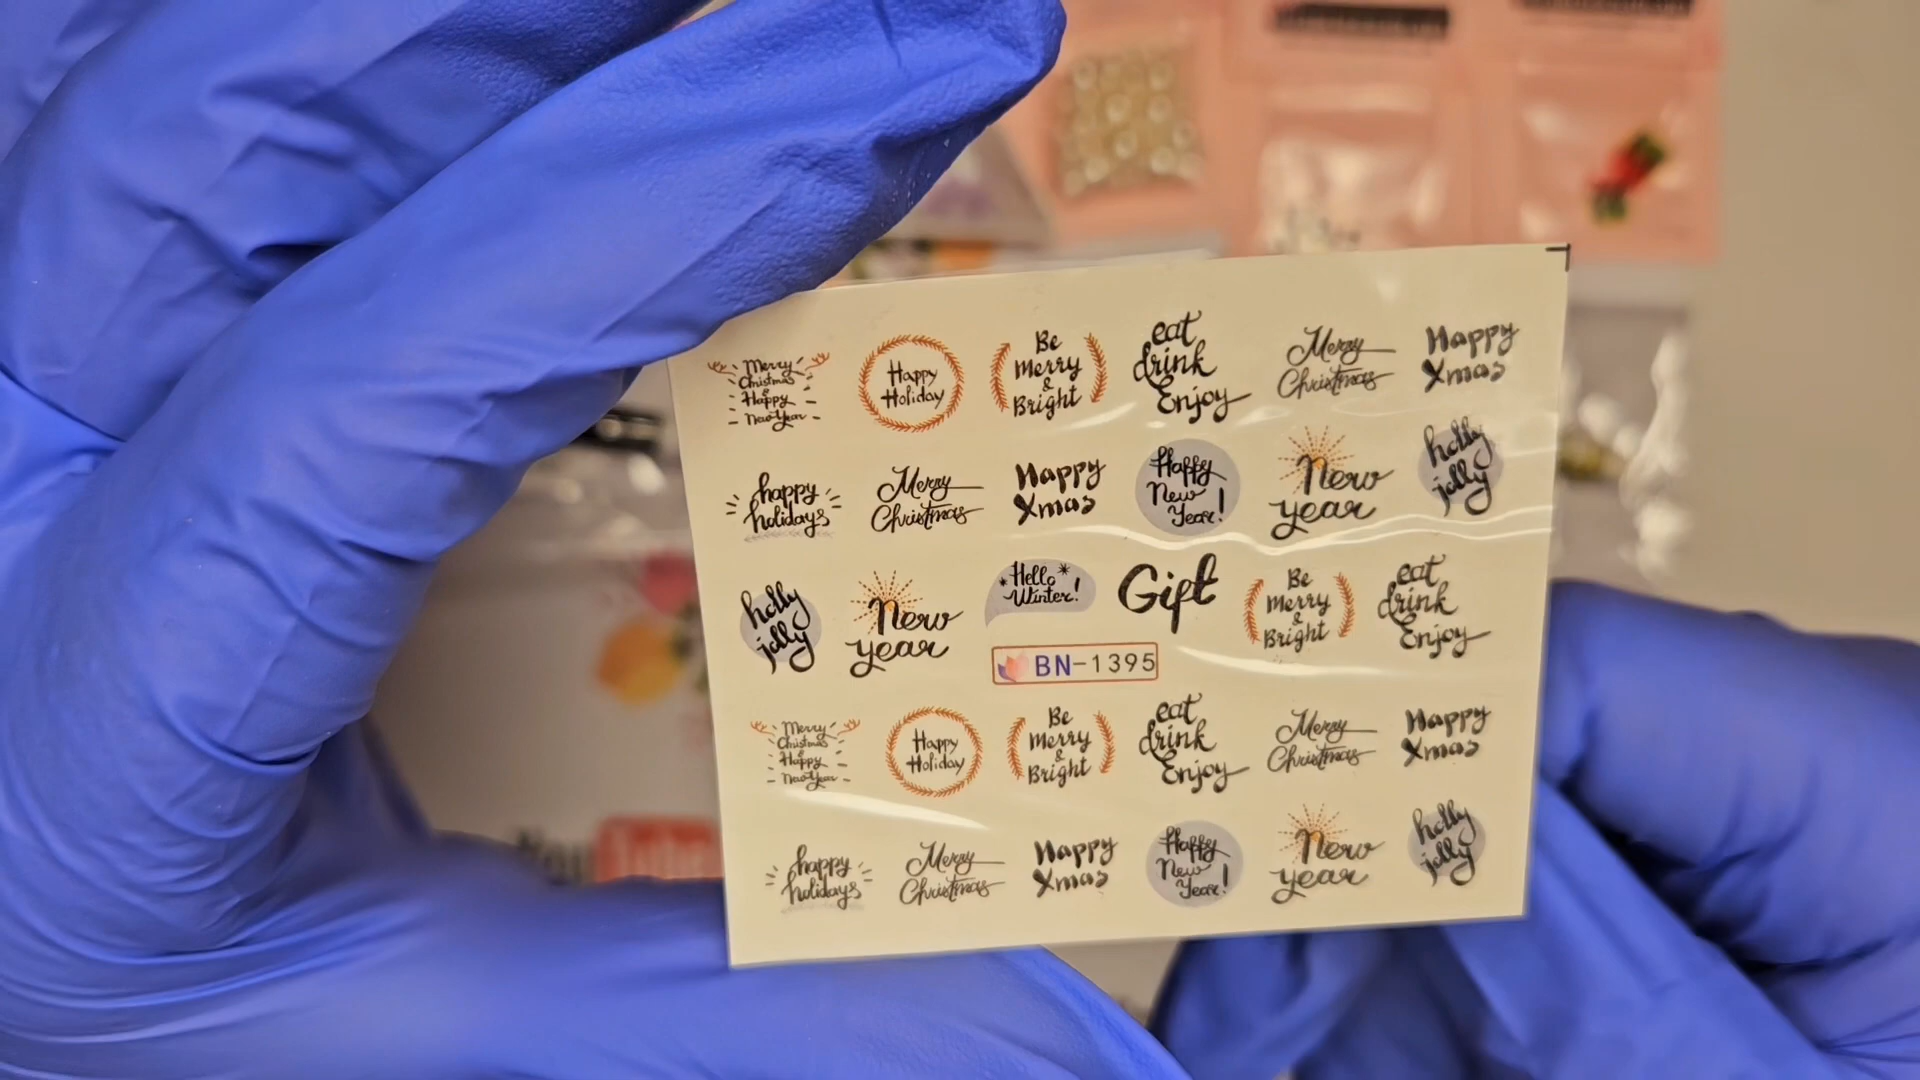 Merry
Christmas
&
Happy
New Year
Happy
Holiday
Be
Merry
&
Bright
eat
drink
Enjoy
Merry
Christmas
Happy
Xmas
happy
holidays
Merry
Christmas
Happy
Xmas
Happy
New
Year!
New
year
holly
jolly
holly
jolly
New
year
Hello
Winter!
Gift
Be
Merry
&
Bright
eat
drink
Enjoy
BN-1395
Merry
Christmas
&
Happy
New Year
Happy
Holiday
Be
Merry
&
Bright
eat
drink
Enjoy
Merry
Christmas
Happy
Xmas
happy
holidays
Merry
Christmas
Happy
Xmas
Happy
New
Year!
New
year
holly
jolly
YouTube